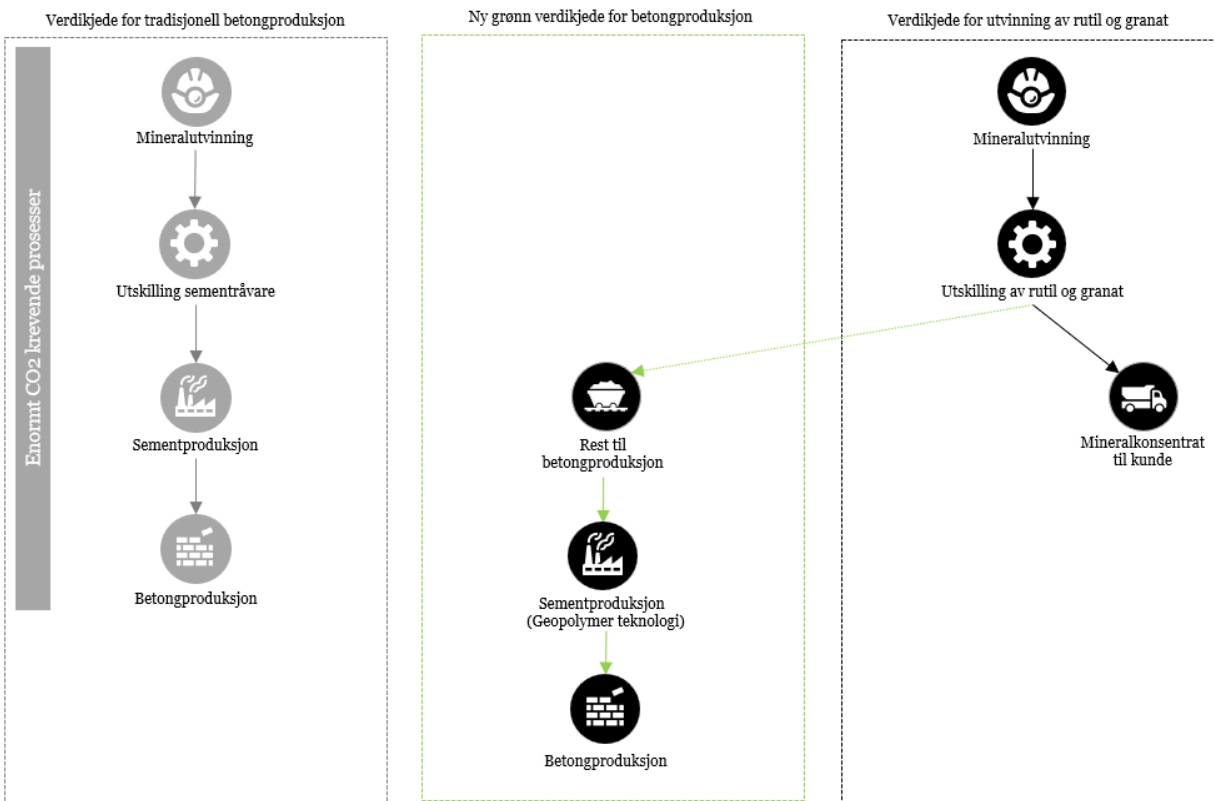 Verdikjede for tradisjonell betongproduksjon
Enormt CO2 krevende prosesser
Mineralutvinning
Utskilling sementråvare
Sementproduksjon
Betongproduksjon
Ny grønn verdikjede for betongproduksjon
Rest til
betongproduksjon
Sementproduksjon
(Geopolymer teknologi)
Betongproduksjon
Verdikjede for utvinning av rutil og granat
Mineralutvinning
Utskilling av rutil og granat
Mineralkonsentrat
til kunde